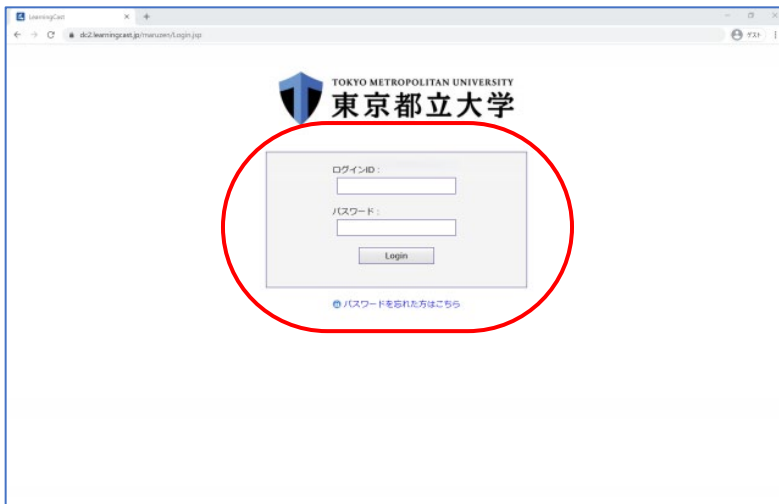 LearningCast
dc2.learningcast.jp/maruzen/Login.jsp
ゲスト
TOKYO METROPOLITAN UNIVERSITY
東京都立大学
ログインID：
パスワード：
Login
パスワードを忘れた方はこちら